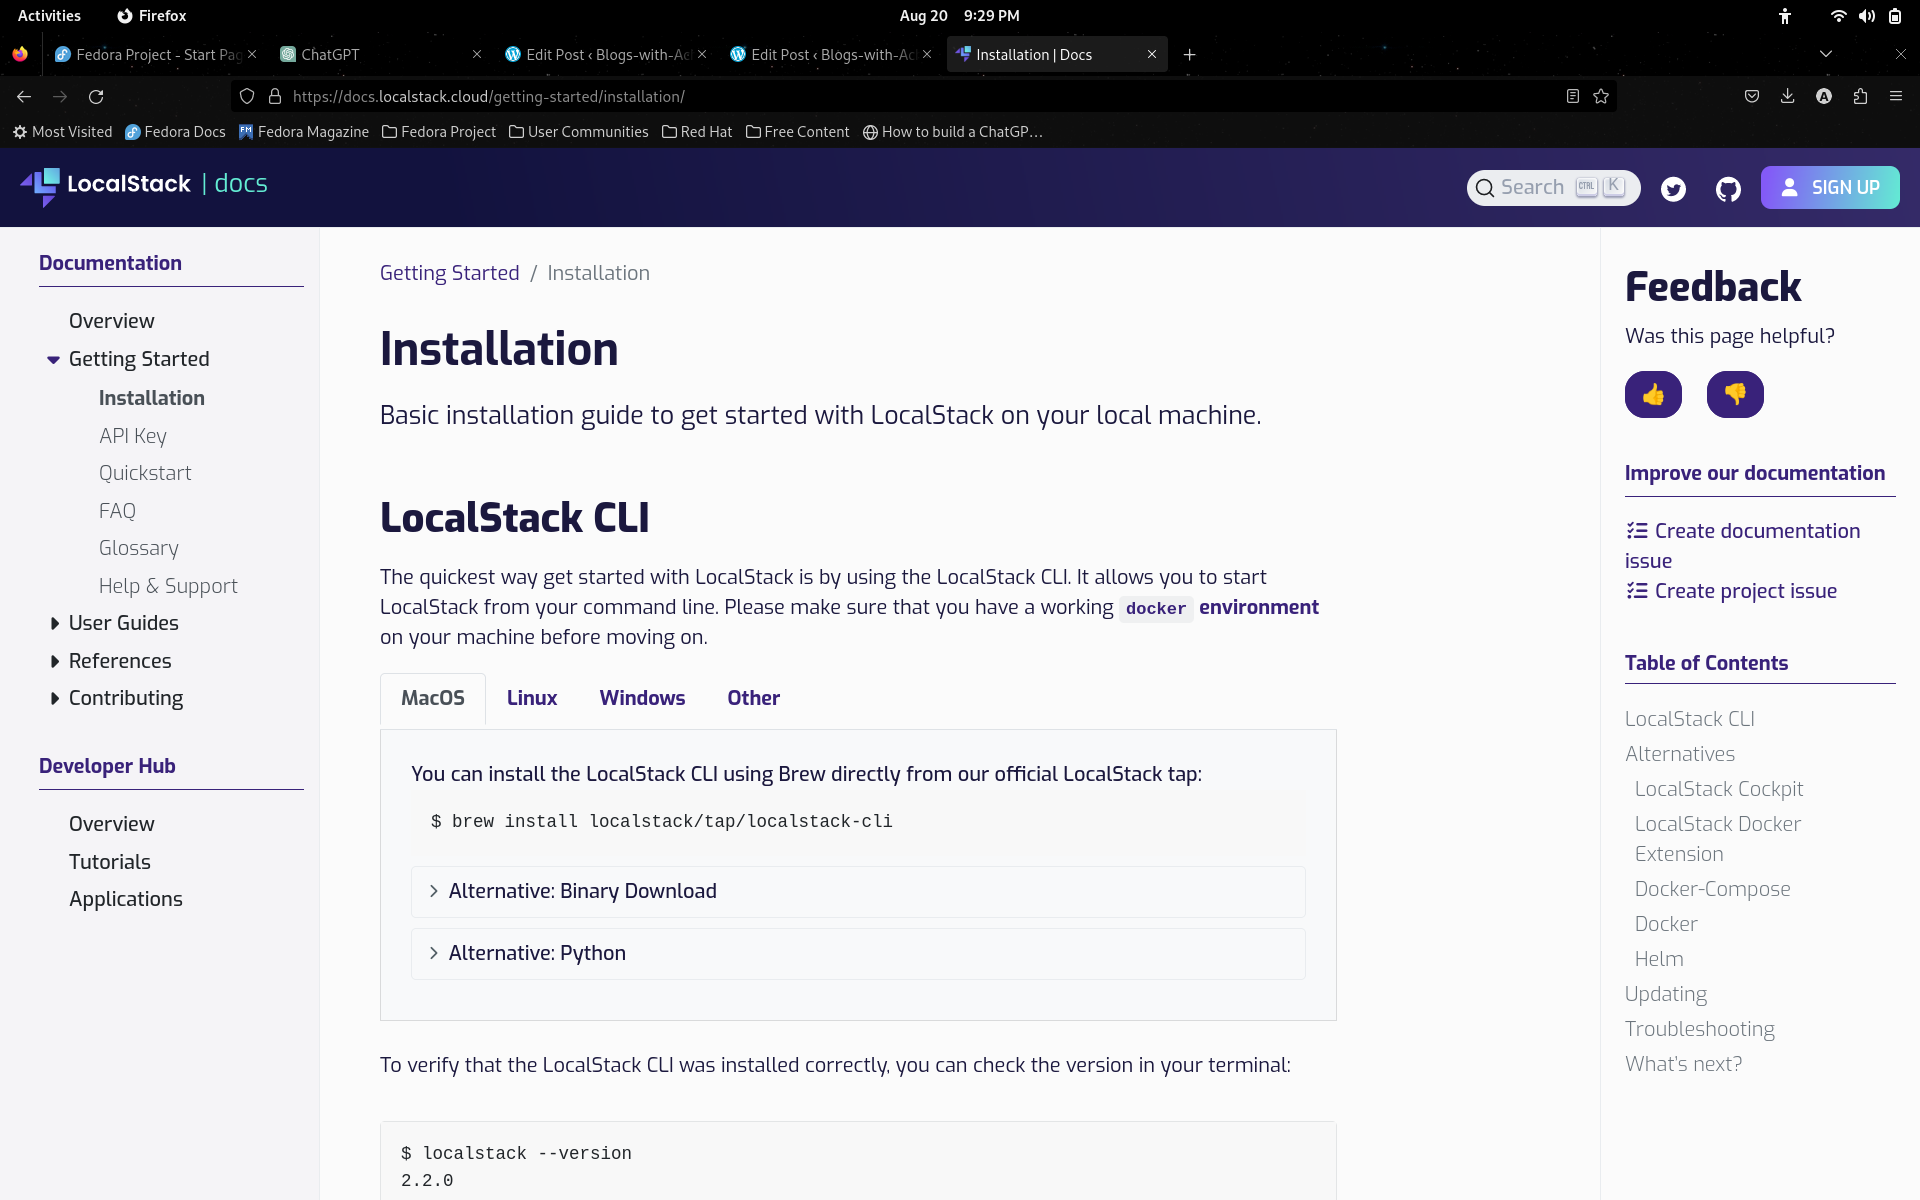 Activities
Firefox
Aug 20 9:29 PM
Fedora Project - Start Pag
ChatGPT
Edit Post ‹ Blogs-with-Ae
Edit Post ‹ Blogs-with-Ac
Installation | Docs
https://docs.localstack.cloud/getting-started/installation/
Most Visited
Fedora Docs
Fedora Magazine
Fedora Project
User Communities
Red Hat
Free Content
How to build a ChatGP…
LocalStack | docs
Search CTRL K
SIGN UP
Documentation
Overview
Getting Started
Installation
API Key
Quickstart
FAQ
Glossary
Help & Support
User Guides
References
Contributing
Developer Hub
Overview
Tutorials
Applications
Getting Started / Installation
Installation
Basic installation guide to get started with LocalStack on your local machine.
LocalStack CLI
The quickest way get started with LocalStack is by using the LocalStack CLI. It allows you to start
LocalStack from your command line. Please make sure that you have a working docker environment
on your machine before moving on.
MacOS
Linux
Windows
Other
You can install the LocalStack CLI using Brew directly from our official LocalStack tap:
$ brew install localstack/tap/localstack-cli
Alternative: Binary Download
Alternative: Python
To verify that the LocalStack CLI was installed correctly, you can check the version in your terminal:
$ localstack --version
2.2.0
Feedback
Was this page helpful?
Improve our documentation
Create documentation
issue
Create project issue
Table of Contents
LocalStack CLI
Alternatives
LocalStack Cockpit
LocalStack Docker
Extension
Docker-Compose
Docker
Helm
Updating
Troubleshooting
What's next?